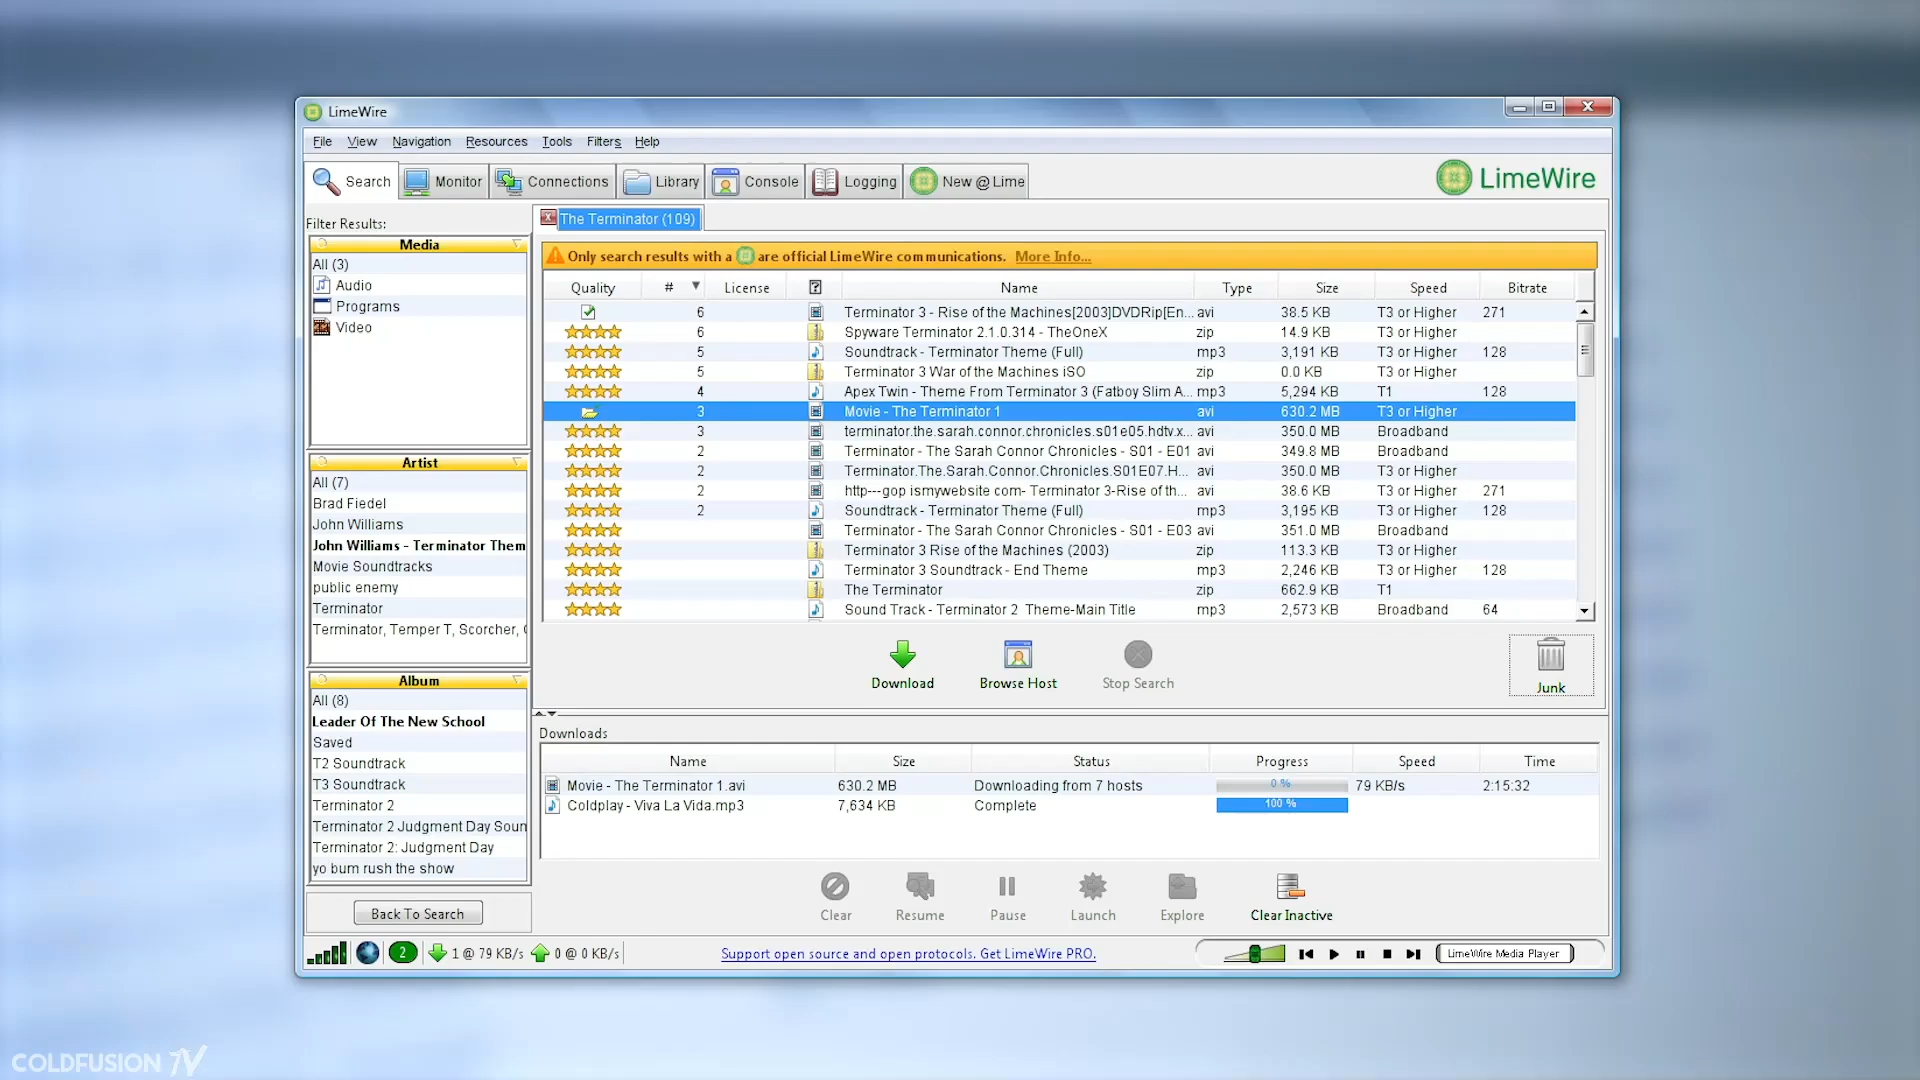 LimeWire
File View Navigation Resources Tools Filters Help
Search Monitor Connections Library Console Logging New @ Lime
LimeWire
Filter Results:
Media
All (3)
Audio
Programs
Video
Artist
All (7)
Brad Fiedel
John Williams
John Williams - Terminator Them
Movie Soundtracks
public enemy
Terminator
Terminator, Temper T, Scorcher,
Album
All (8)
Leader Of The New School
Saved
T2 Soundtrack
T3 Soundtrack
Terminator 2
Terminator 2 Judgment Day Soun
Terminator 2: Judgment Day
yo bum rush the show
Back To Search
The Terminator (109)
Only search results with a are official LimeWire communications. More Info...
Quality # License ? Name Type Size Speed Bitrate
6 Terminator 3 - Rise of the Machines[2003]DVDRip[En... avi 38.5 KB T3 or Higher 271
6 Spyware Terminator 2.1.0.314 - TheOneX zip 14.9 KB T3 or Higher
5 Soundtrack - Terminator Theme (Full) mp3 3,191 KB T3 or Higher 128
5 Terminator 3 War of the Machines iSO zip 0.0 KB T3 or Higher
4 Apex Twin - Theme From Terminator 3 (Fatboy Slim A... mp3 5,294 KB T1 128
3 Movie - The Terminator 1 avi 630.2 MB T3 or Higher
3 terminator.the.sarah.connor.chronicles.s01e05.hdtv.x... avi 350.0 MB Broadband
2 Terminator - The Sarah Connor Chronicles - S01 - E01 avi 349.8 MB Broadband
2 Terminator.The.Sarah.Connor.Chronicles.S01E07.H... avi 350.0 MB T3 or Higher
2 http---gop ismywebsite com- Terminator 3-Rise of th... avi 38.6 KB T3 or Higher 271
2 Soundtrack - Terminator Theme (Full) mp3 3,195 KB T3 or Higher 128
Terminator - The Sarah Connor Chronicles - S01 - E03 avi 351.0 MB Broadband
Terminator 3 Rise of the Machines (2003) zip 113.3 KB T3 or Higher
Terminator 3 Soundtrack - End Theme mp3 2,246 KB T3 or Higher 128
The Terminator zip 662.9 KB T1
Sound Track - Terminator 2 Theme-Main Title mp3 2,573 KB Broadband 64
Download Browse Host Stop Search Junk
Downloads
Name Size Status Progress Speed Time
Movie - The Terminator 1.avi 630.2 MB Downloading from 7 hosts 0 % 79 KB/s 2:15:32
Coldplay - Viva La Vida.mp3 7,634 KB Complete 100 %
Clear Resume Pause Launch Explore Clear Inactive
2 1 @ 79 KB/s 0 @ 0 KB/s Support open source and open protocols. Get LimeWire PRO. LimeWire Media Player
COLDFUSION TV